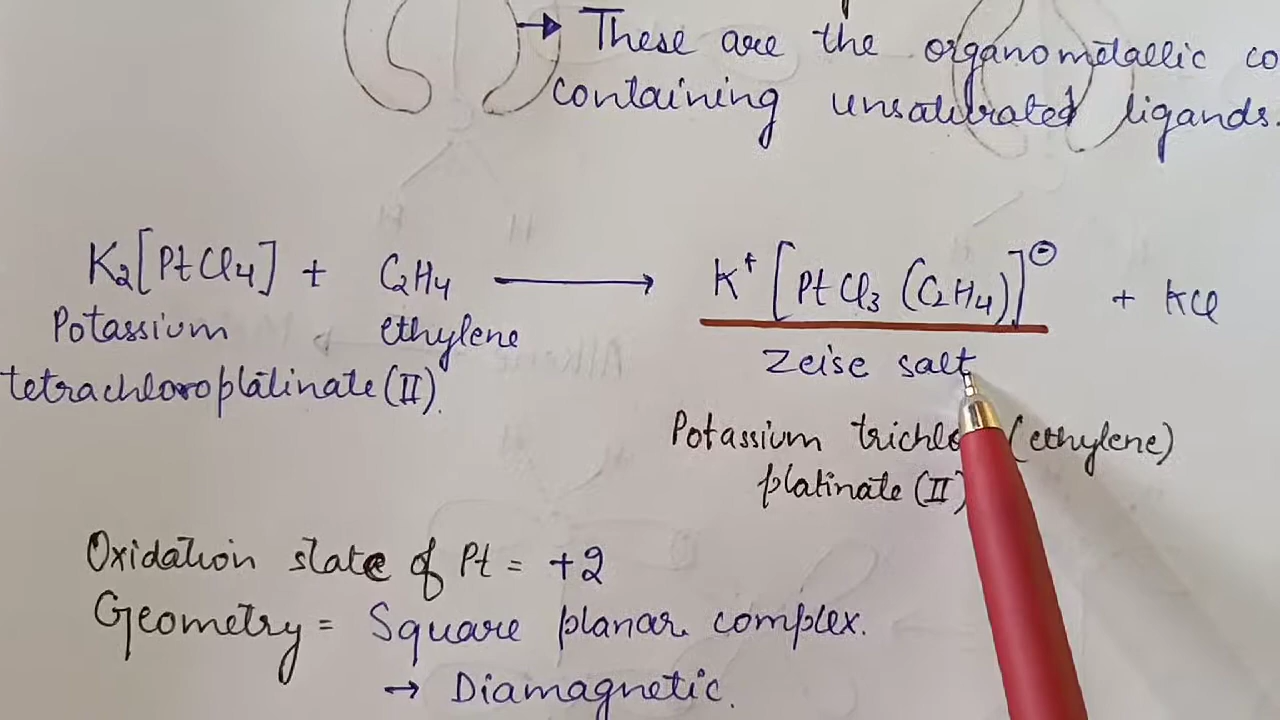 → These are the organometallic co
containing unsaturated ligands.
K₂[PtCl₄] + C₂H₄ ⟶ K⁺ [PtCl₃ (C₂H₄)]⊖ + KCl
Potassium ethylene
tetrachloroplatinate (II).
Zeise salt
Potassium trichlo (ethylene)
platinate (II)
Oxidation state of Pt = +2
Geometry = Square planar complex.
→ Diamagnetic.